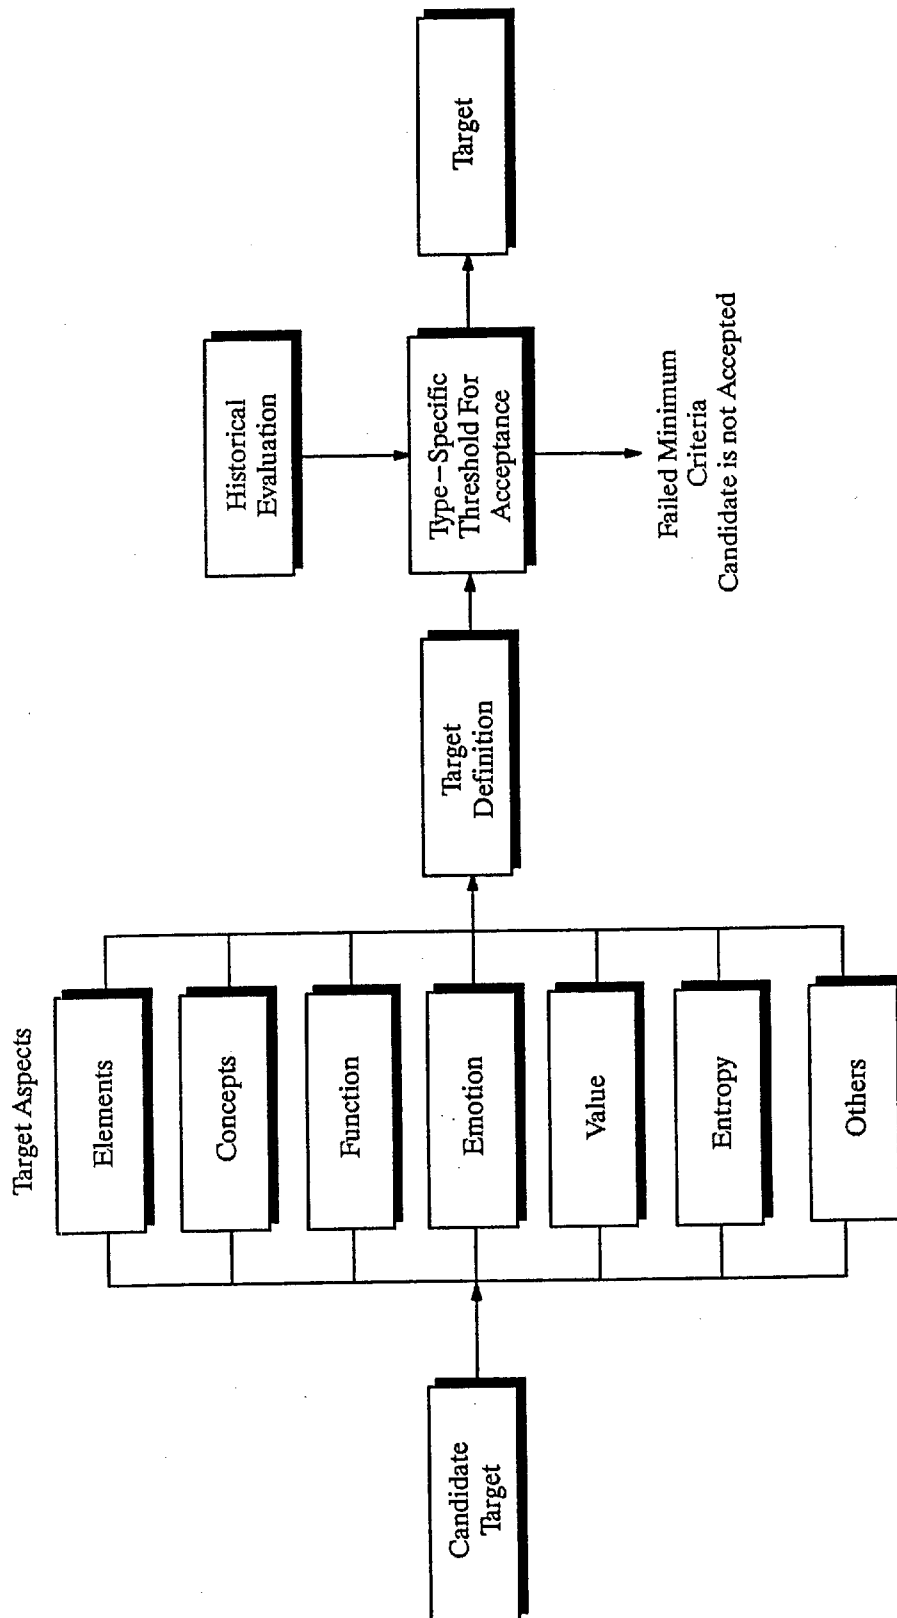 Target Aspects
Candidate
Target
Elements
Concepts
Function
Emotion
Value
Entropy
Others
Target
Definition
Historical
Evaluation
Type-Specific
Threshold For
Acceptance
Failed Minimum
Criteria
Candidate is not Accepted
Target